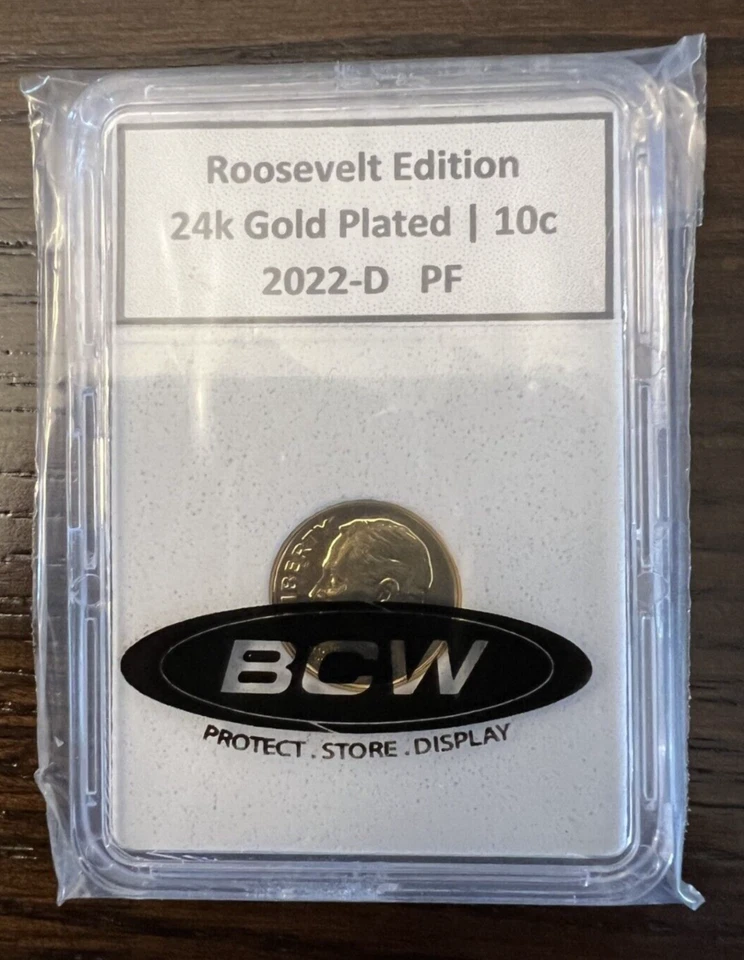 Roosevelt Edition
24k Gold Plated | 10c
2022-D PF
LIBERTY
BCW
PROTECT . STORE . DISPLAY